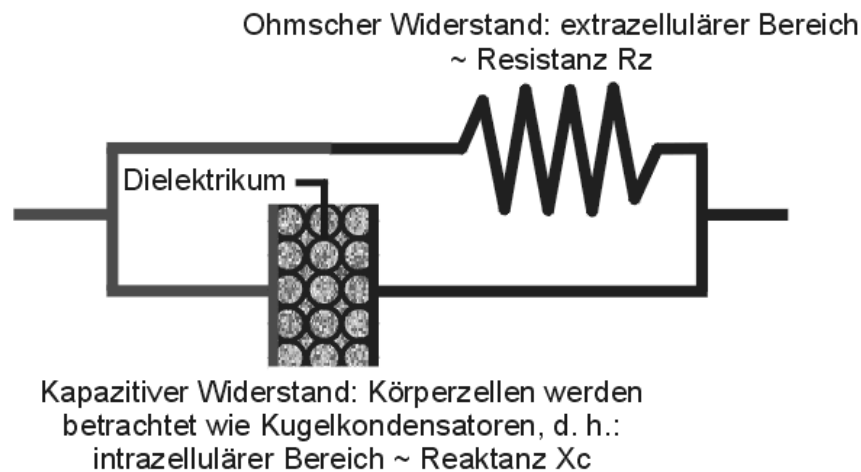 Ohmscher Widerstand: extrazellulärer Bereich
~ Resistanz Rz
Dielektrikum
Kapazitiver Widerstand: Körperzellen werden
betrachtet wie Kugelkondensatoren, d. h.:
intrazellulärer Bereich ~ Reaktanz Xc